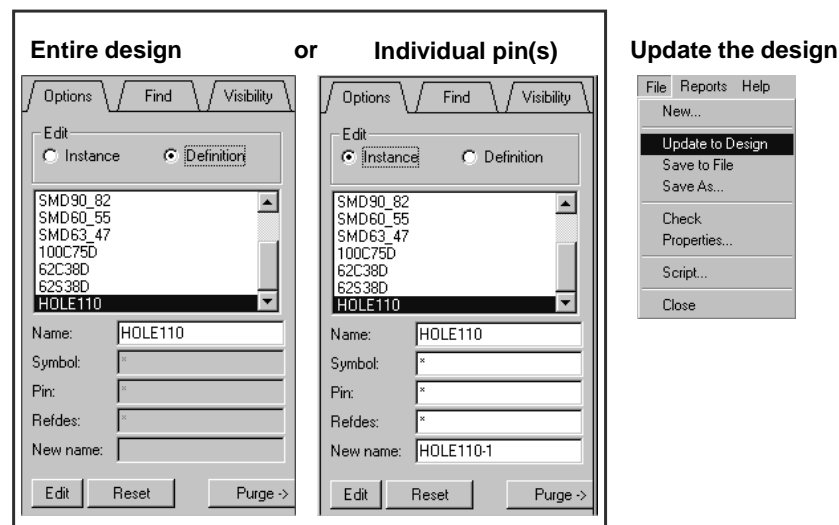 Entire design or Individual pin(s) Update the design
Options Find Visibility
Edit
Instance Definition
SMD90_82
SMD60_55
SMD63_47
100C75D
62C38D
62S38D
HOLE110
Name: HOLE110
Symbol: *
Pin: *
Refdes: *
New name:
Edit Reset Purge ->
Options Find Visibility
Edit
Instance Definition
SMD90_82
SMD60_55
SMD63_47
100C75D
62C38D
62S38D
HOLE110
Name: HOLE110
Symbol: *
Pin: *
Refdes: *
New name: HOLE110-1
Edit Reset Purge ->
File Reports Help
New...
Update to Design
Save to File
Save As...
Check
Properties...
Script...
Close